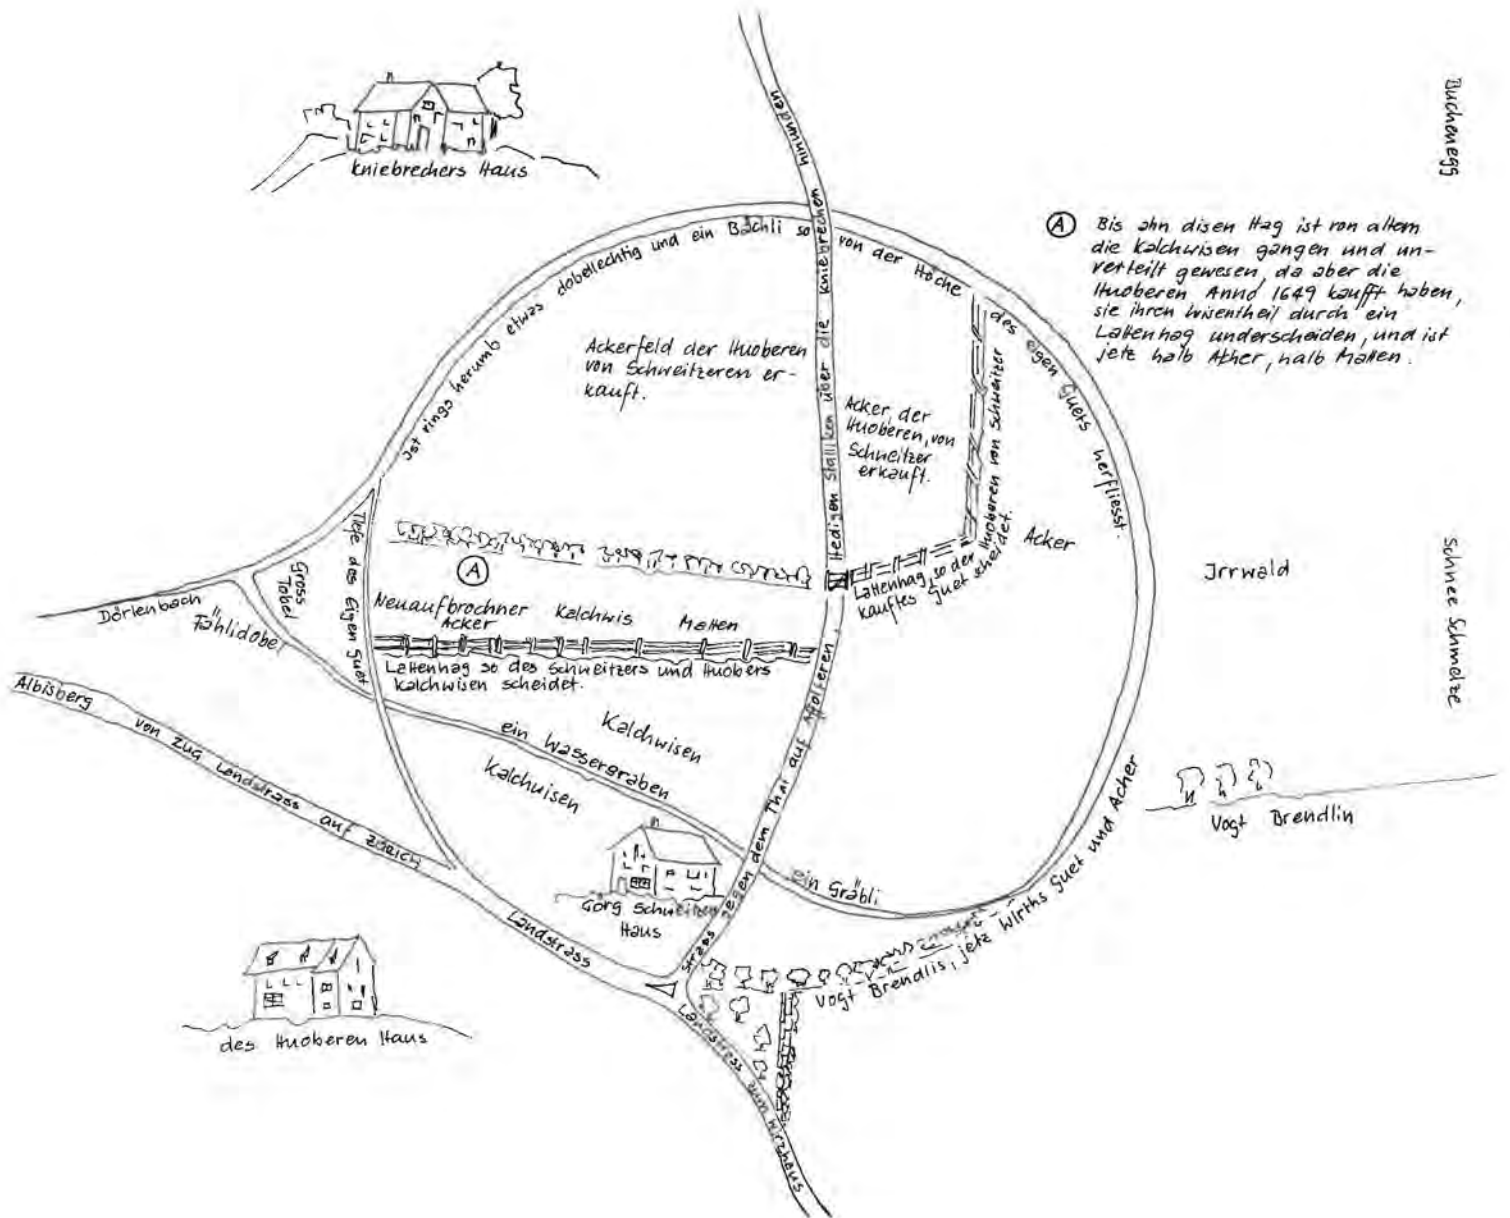 Buchenegg
Kniebrechers Haus
(A) Bis ahn disen Hag ist von altem
die Kalchwisen gangen und un-
verteilt gewesen, da aber die
Huoberen Anno 1649 kaufft haben,
sie ihren wisentheil durch ein
Lattenhag underscheiden, und ist
jetz halb Ather, halb Matten.
Ist rings herumb etwas dobellechtig und ein Bächli so von der Höche des eigen Guets herfliesst.
Hedigen Stalliken über die kniebrechen hinunden
Ackerfeld der Huoberen
von Schweitzeren er-
kauft.
Acker, der
Huoberen, von
Schweitzer
erkauft.
Lattenhag, so der Huoberen von Schweitzer
kauftes Guet scheidet.
Acker
Irrwald
Schnee Schmelze
Tiefe des Eigen Guet
Gross
Tobel
Dörlenbach
Fählidobel
(A)
Neuaufbrochner
Acker
Kalchwis
Matten
Lattenhag so des Schweitzers und Huobers
Kalchwisen scheidet.
Albisberg von Zug Landstrass auf Zürich
ein Wassergraben
Kalchwisen
Kalchwisen
Strass gegen dem Thal auf Affolteren
Görg Schweitzer
Haus
ein Gräbli
Vogt Brendlin
Vogt Brendlis, jetz Wirths Guet und Acher
Landstrass
Landstrass umb Wirzhaus
des Huoberen Haus